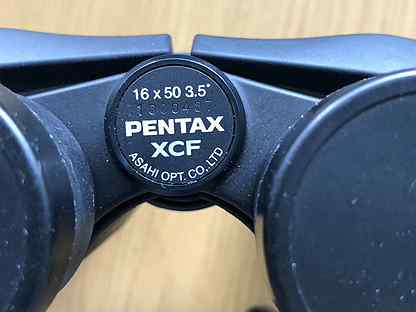 16 x 50 3.5°
PENTAX
XCF
ASAHI OPT. CO., LTD